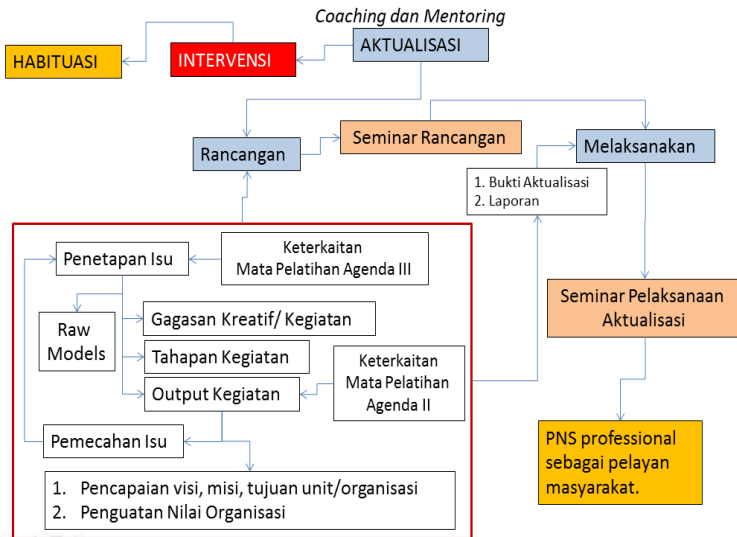 Coaching dan Mentoring
HABITUASI
INTERVENSI
AKTUALISASI
Rancangan
Seminar Rancangan
Melaksanakan
1. Bukti Aktualisasi
2. Laporan
Penetapan Isu
Keterkaitan
Mata Pelatihan Agenda III
Raw
Models
Gagasan Kreatif/ Kegiatan
Tahapan Kegiatan
Output Kegiatan
Keterkaitan
Mata Pelatihan
Agenda II
Pemecahan Isu
1. Pencapaian visi, misi, tujuan unit/organisasi
2. Penguatan Nilai Organisasi
Seminar Pelaksanaan
Aktualisasi
PNS professional
sebagai pelayan
masyarakat.